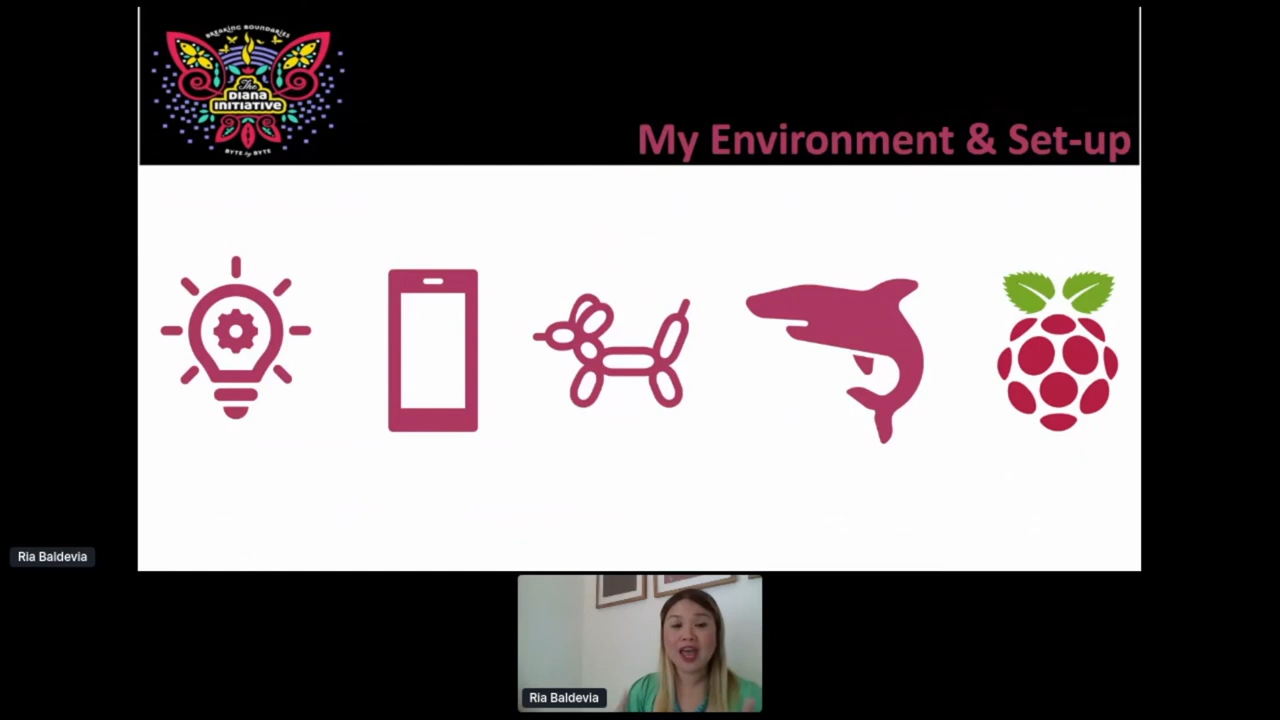 BREAKING BOUNDARIES
The
DIANA
INITIATIVE
BYTE by BYTE
My Environment & Set-up
Ria Baldevia
Ria Baldevia